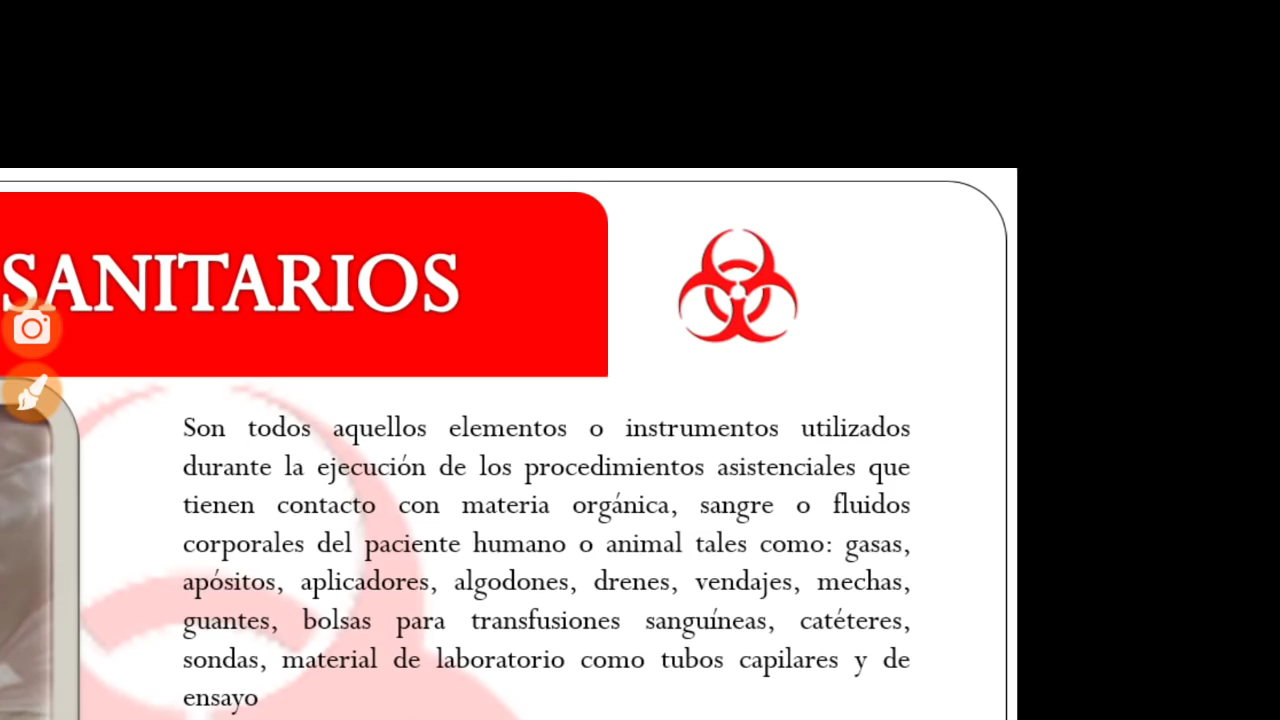 SANITARIOS
Son todos aquellos elementos o instrumentos utilizados
durante la ejecución de los procedimientos asistenciales que
tienen contacto con materia orgánica, sangre o fluidos
corporales del paciente humano o animal tales como: gasas,
apósitos, aplicadores, algodones, drenes, vendajes, mechas,
guantes, bolsas para transfusiones sanguíneas, catéteres,
sondas, material de laboratorio como tubos capilares y de
ensayo